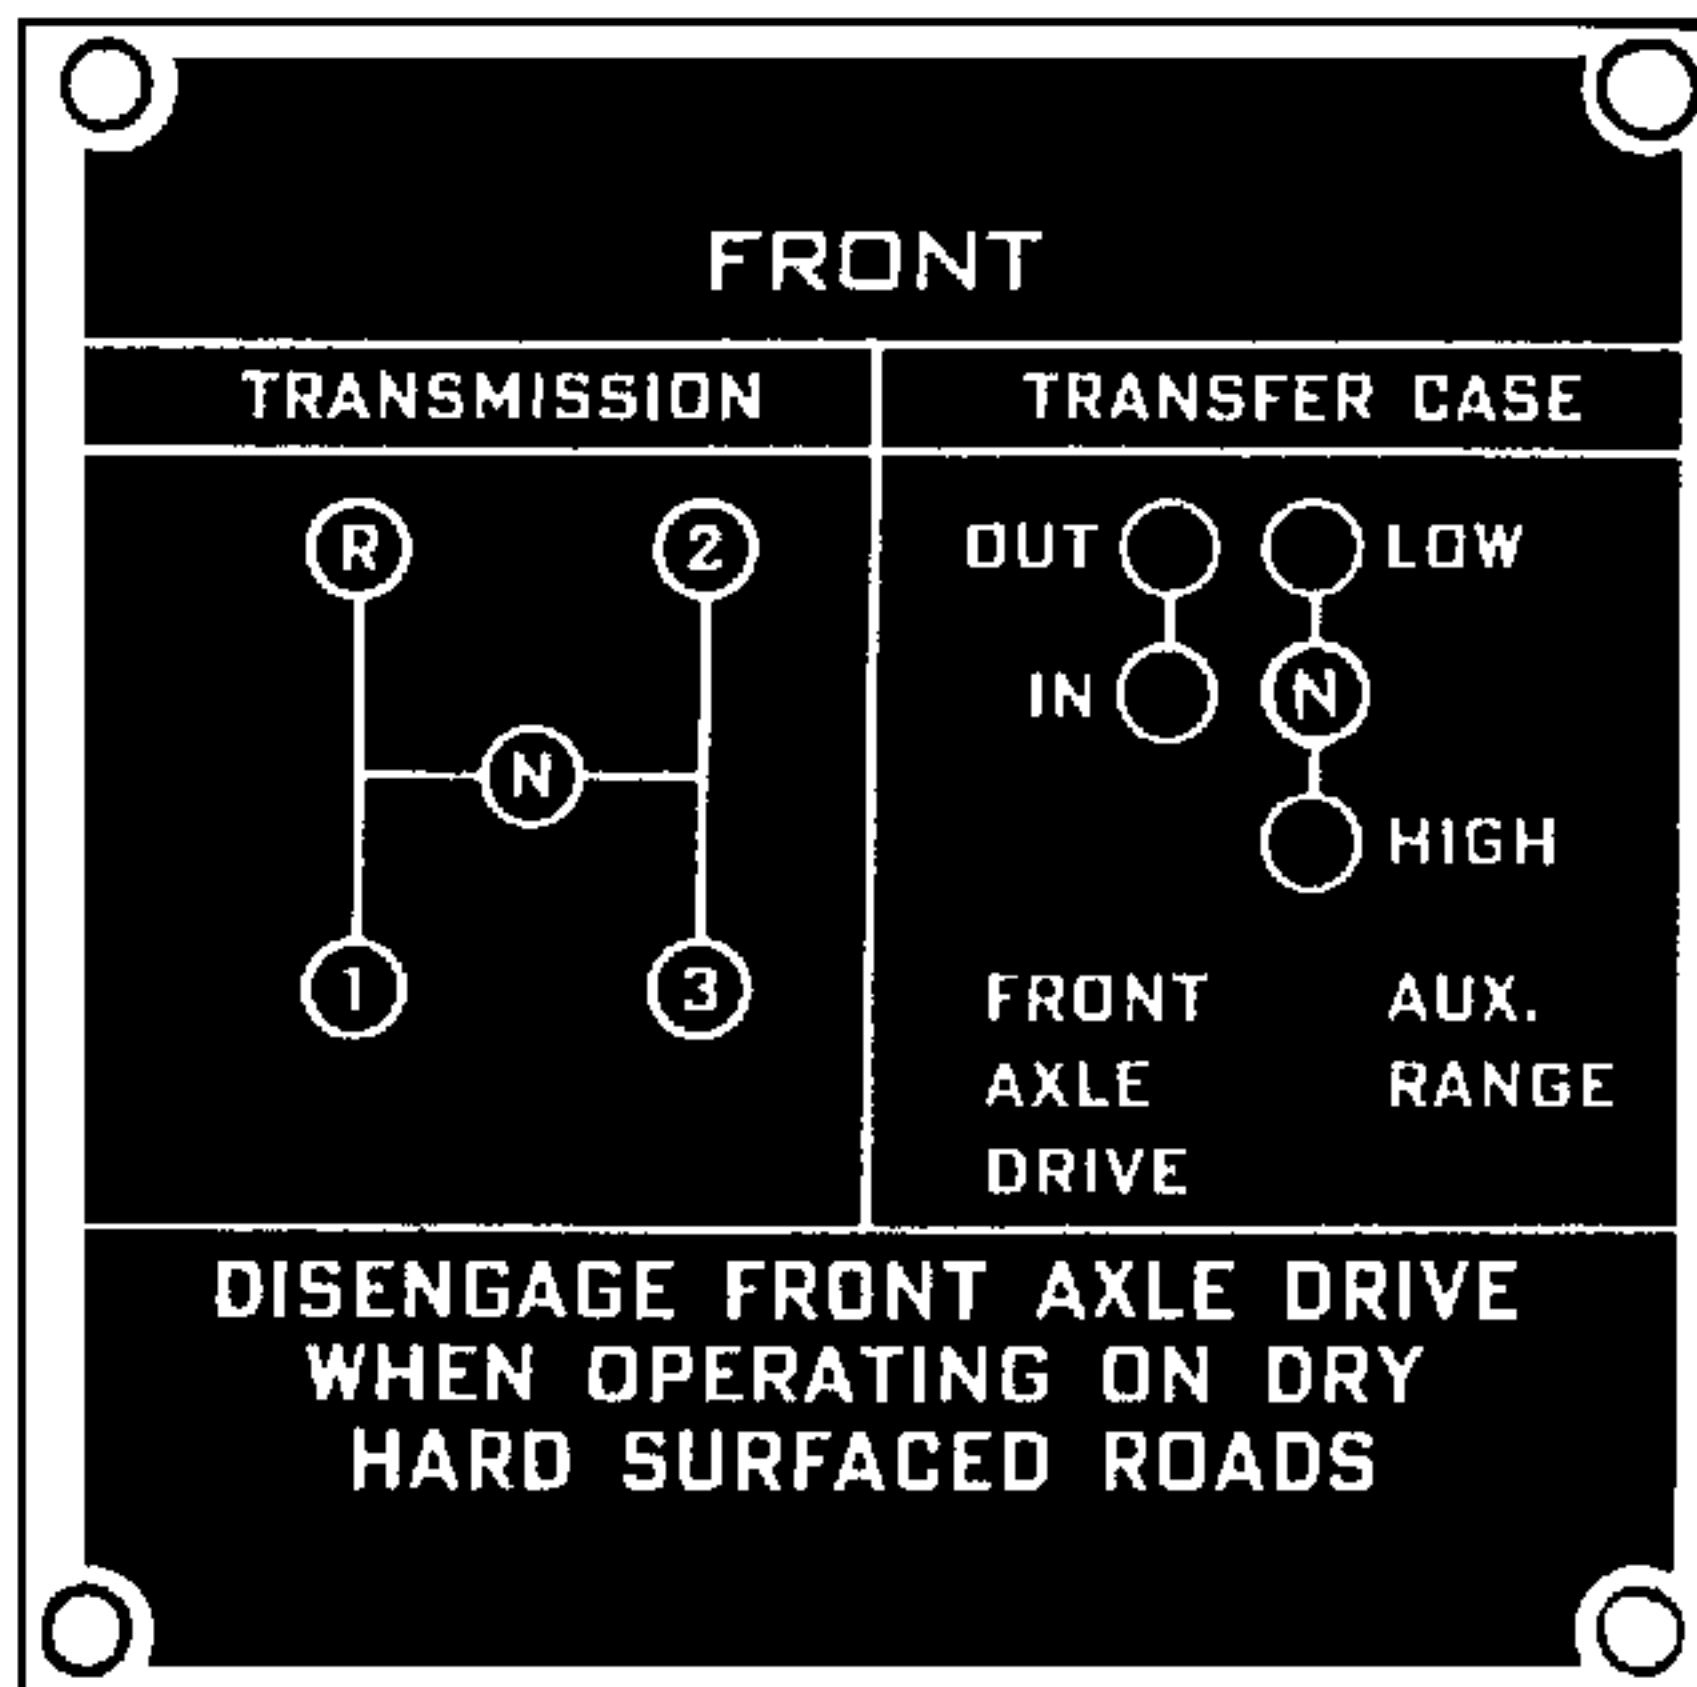 FRONT
TRANSMISSION
TRANSFER CASE
R 2
N
1 3
OUT LOW
IN N
HIGH
FRONT AUX.
AXLE RANGE
DRIVE
DISENGAGE FRONT AXLE DRIVE
WHEN OPERATING ON DRY
HARD SURFACED ROADS